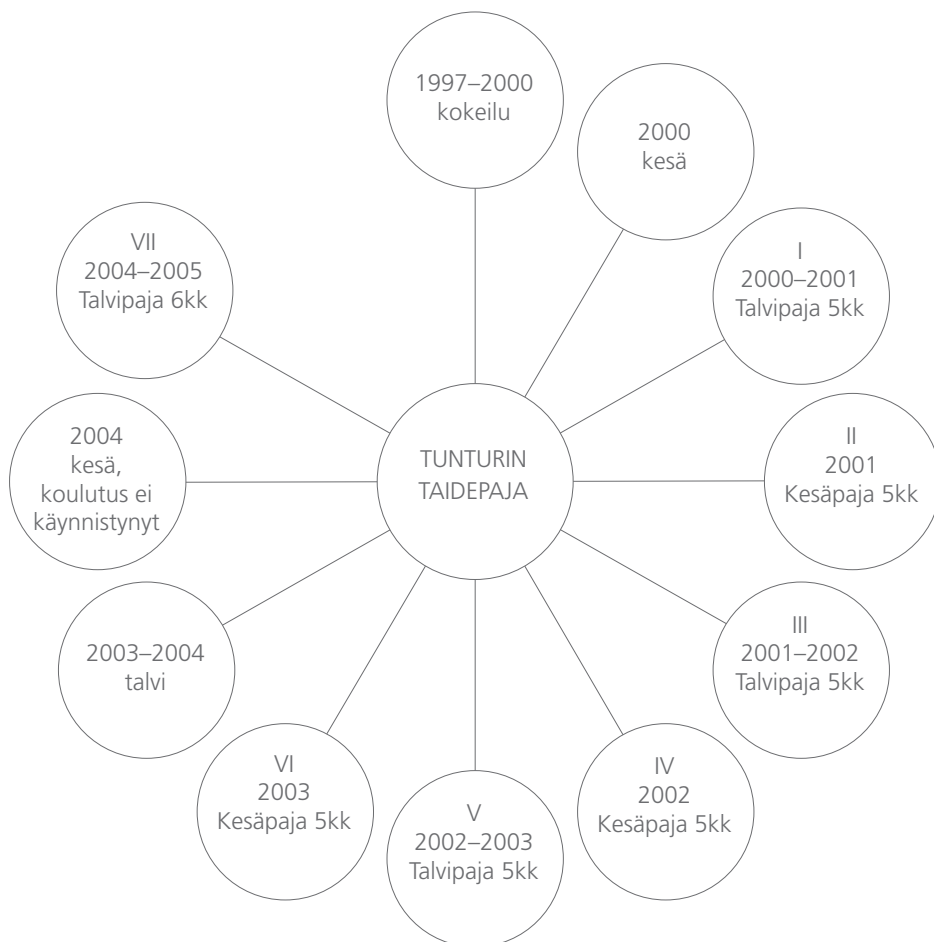 1997–2000
kokeilu
2000
kesä
I
2000–2001
Talvipaja 5kk
II
2001
Kesäpaja 5kk
III
2001–2002
Talvipaja 5kk
IV
2002
Kesäpaja 5kk
V
2002–2003
Talvipaja 5kk
VI
2003
Kesäpaja 5kk
2003–2004
talvi
2004
kesä,
koulutus ei
käynnistynyt
VII
2004–2005
Talvipaja 6kk
TUNTURIN
TAIDEPAJA